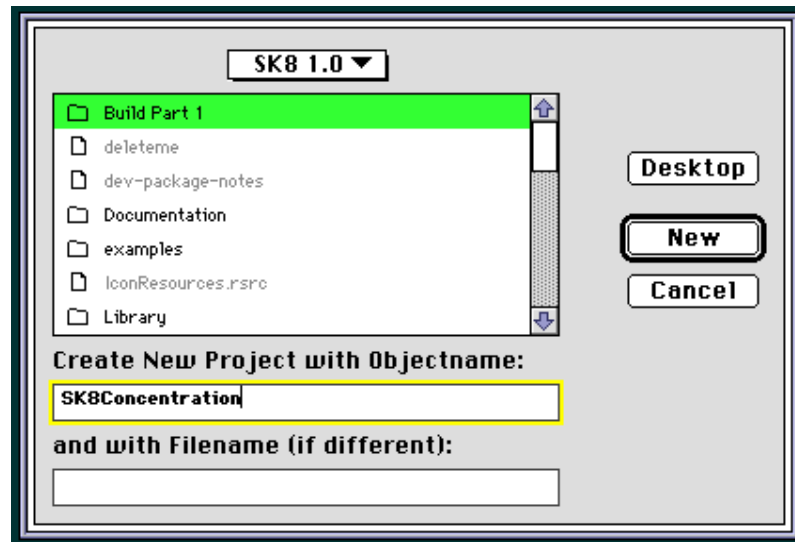 SK8 1.0
Build Part 1
deleteme
dev-package-notes
Documentation
examples
IconResources.rsrc
Library
Desktop
New
Cancel
Create New Project with Objectname:
SK8Concentration
and with Filename (if different):